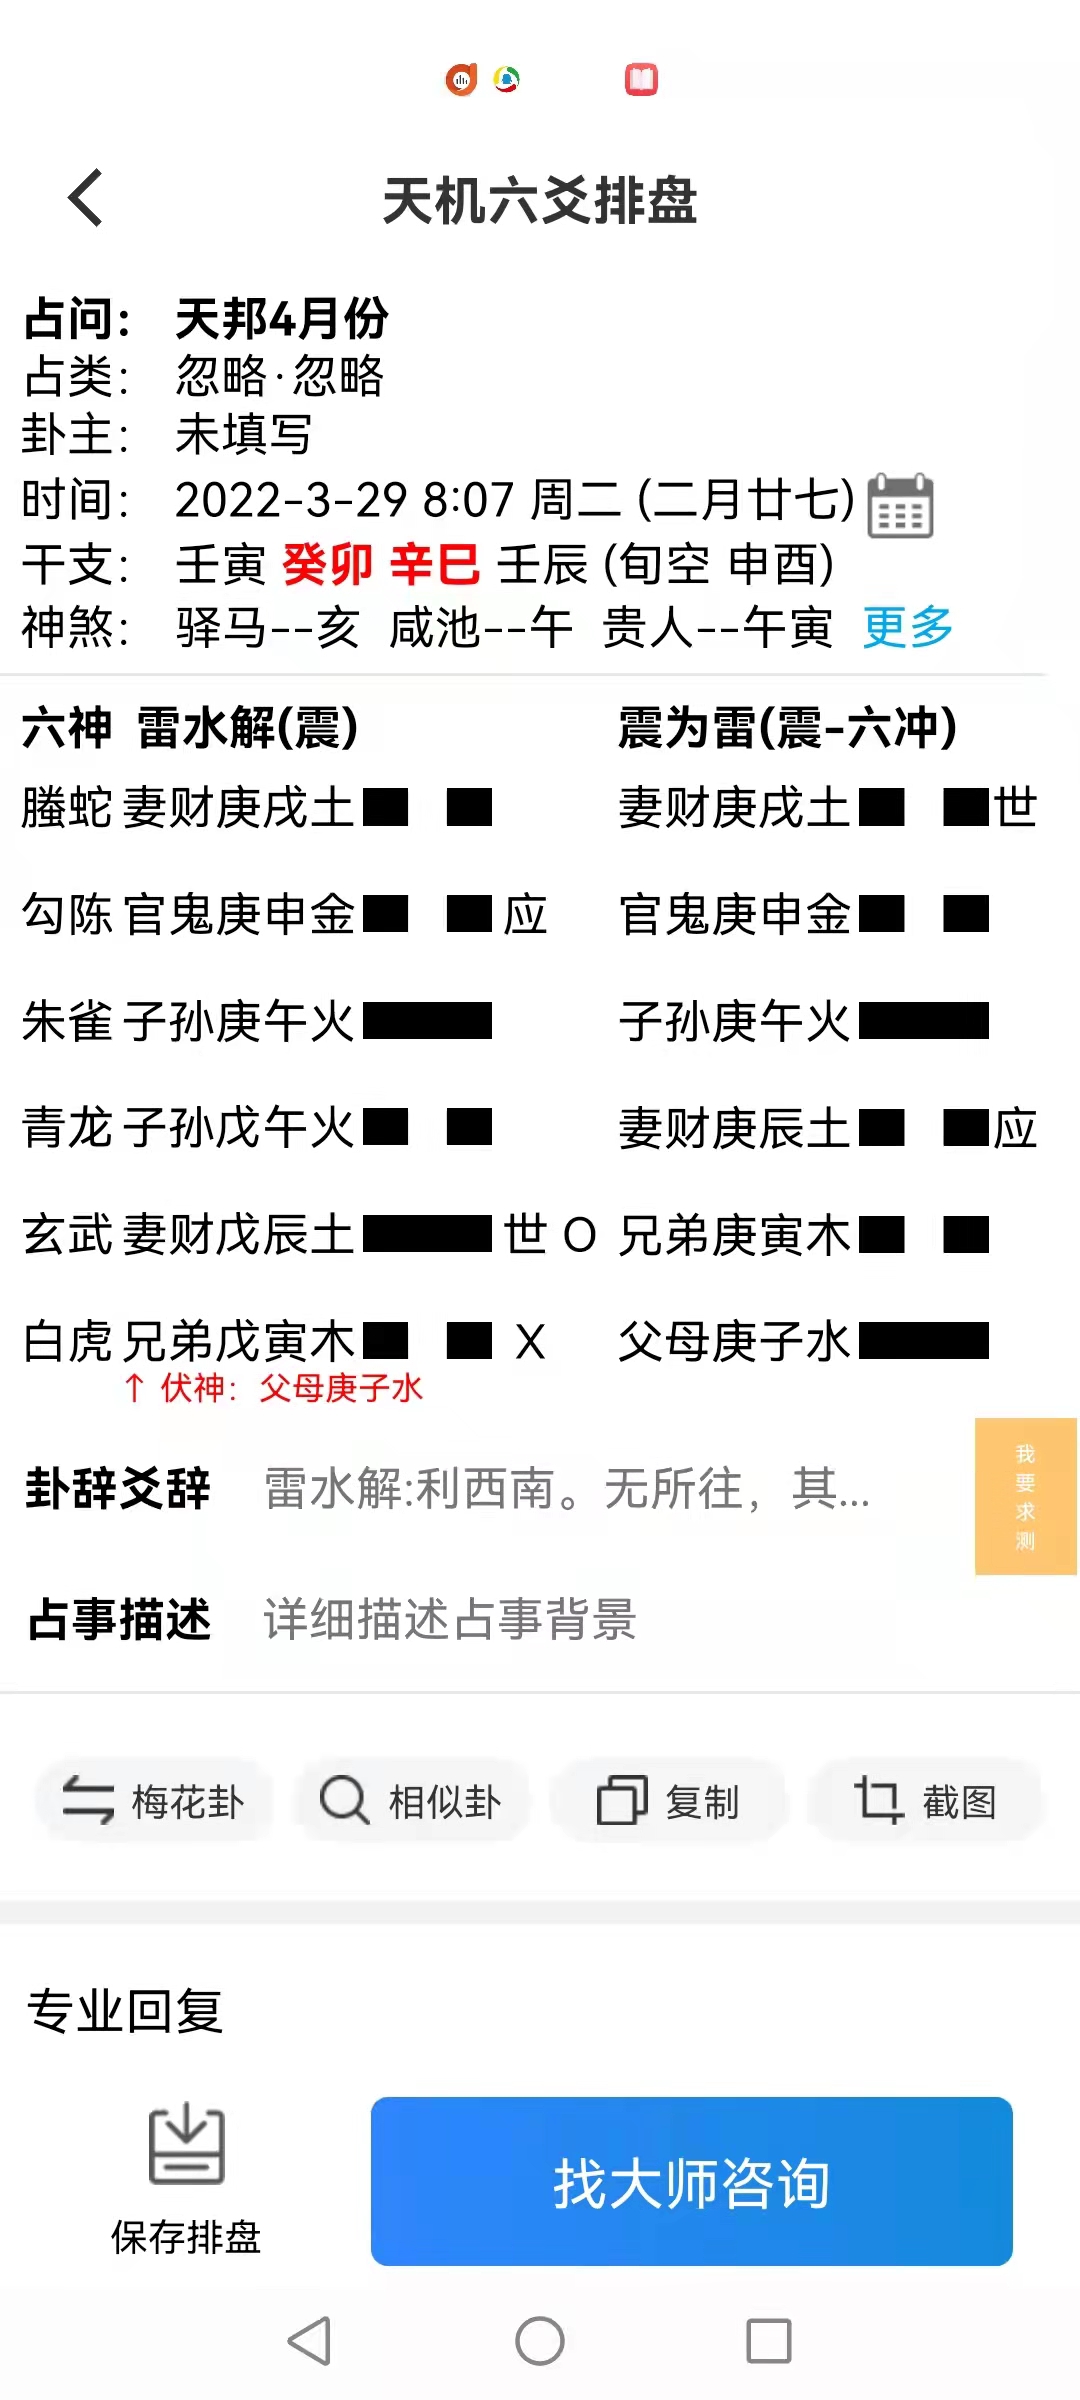 天机六爻排盘
占问： 天邦4月份
占类： 忽略·忽略
卦主： 未填写
时间： 2022-3-29 8:07 周二 (二月廿七)
干支： 壬寅 癸卯 辛巳 壬辰 (旬空 申酉)
神煞： 驿马--亥 咸池--午 贵人--午寅 更多
六神 雷水解(震) 震为雷(震-六冲)
螣蛇 妻财庚戌土 妻财庚戌土 世
勾陈 官鬼庚申金 应 官鬼庚申金
朱雀 子孙庚午火 子孙庚午火
青龙 子孙戊午火 妻财庚辰土 应
玄武 妻财戊辰土 世 O 兄弟庚寅木
白虎 兄弟戊寅木 X 父母庚子水
↑ 伏神：父母庚子水
卦辞爻辞 雷水解:利西南。无所往，其...
我
要
求
测
占事描述 详细描述占事背景
梅花卦 相似卦 复制 截图
专业回复
保存排盘
找大师咨询